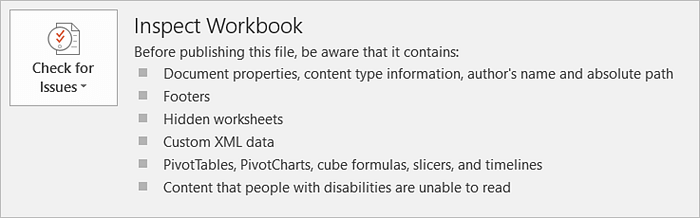 Check for
Issues
Inspect Workbook
Before publishing this file, be aware that it contains:
Document properties, content type information, author's name and absolute path
Footers
Hidden worksheets
Custom XML data
PivotTables, PivotCharts, cube formulas, slicers, and timelines
Content that people with disabilities are unable to read